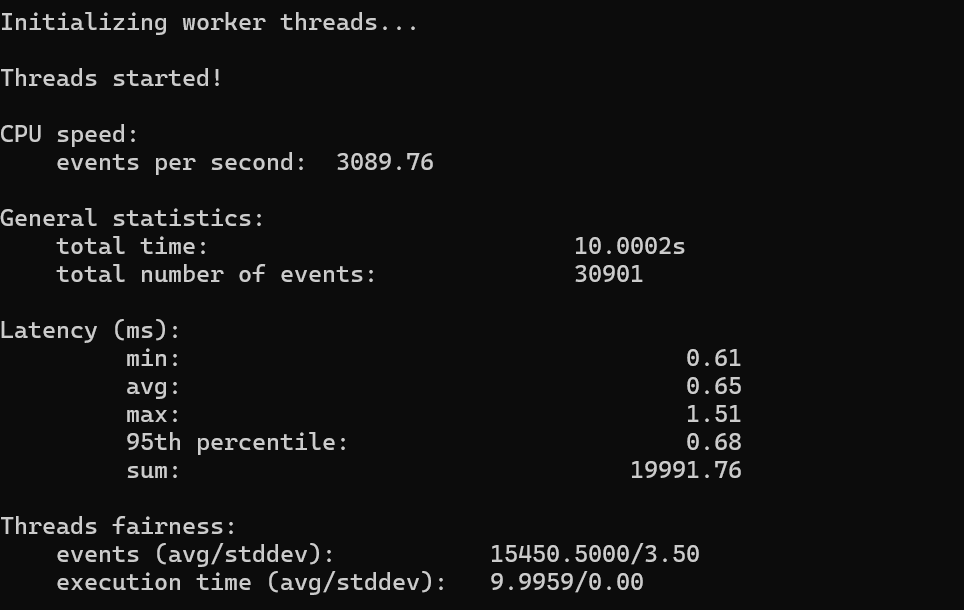 Initializing worker threads...
Threads started!
CPU speed:
events per second: 3089.76
General statistics:
total time: 10.0002s
total number of events: 30901
Latency (ms):
min: 0.61
avg: 0.65
max: 1.51
95th percentile: 0.68
sum: 19991.76
Threads fairness:
events (avg/stddev): 15450.5000/3.50
execution time (avg/stddev): 9.9959/0.00